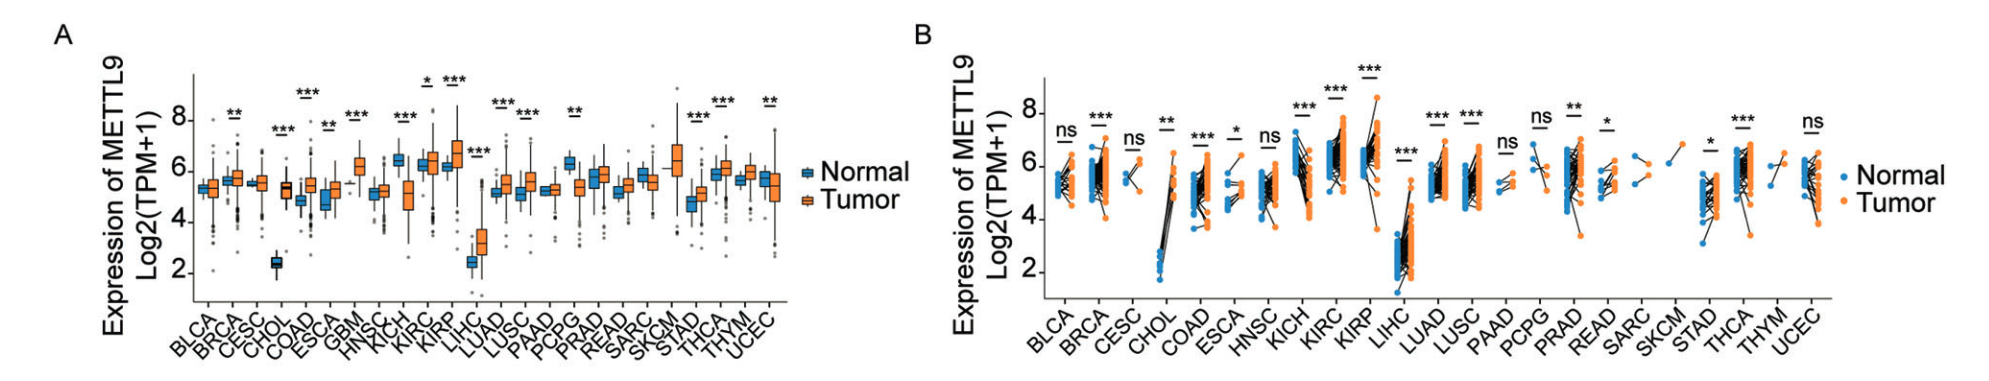 A
Expression of METTL9
Log2(TPM+1)
8
6
4
2
** *** *** ** *** *** * *** *** *** *** ** *** *** **
BLCA BRCA CESC CHOL COAD ESCA GBM HNSC KICH KIRC KIRP LIHC LUAD LUSC PAAD PCPG PRAD READ SARC SKCM STAD THCA THYM UCEC
Normal
Tumor
B
Expression of METTL9
Log2(TPM+1)
8
6
4
2
ns *** ns ** *** * ns *** *** *** *** *** *** ns ns ** * * *** ns
BLCA BRCA CESC CHOL COAD ESCA HNSC KICH KIRC KIRP LIHC LUAD LUSC PAAD PCPG PRAD READ SARC SKCM STAD THCA THYM UCEC
Normal
Tumor